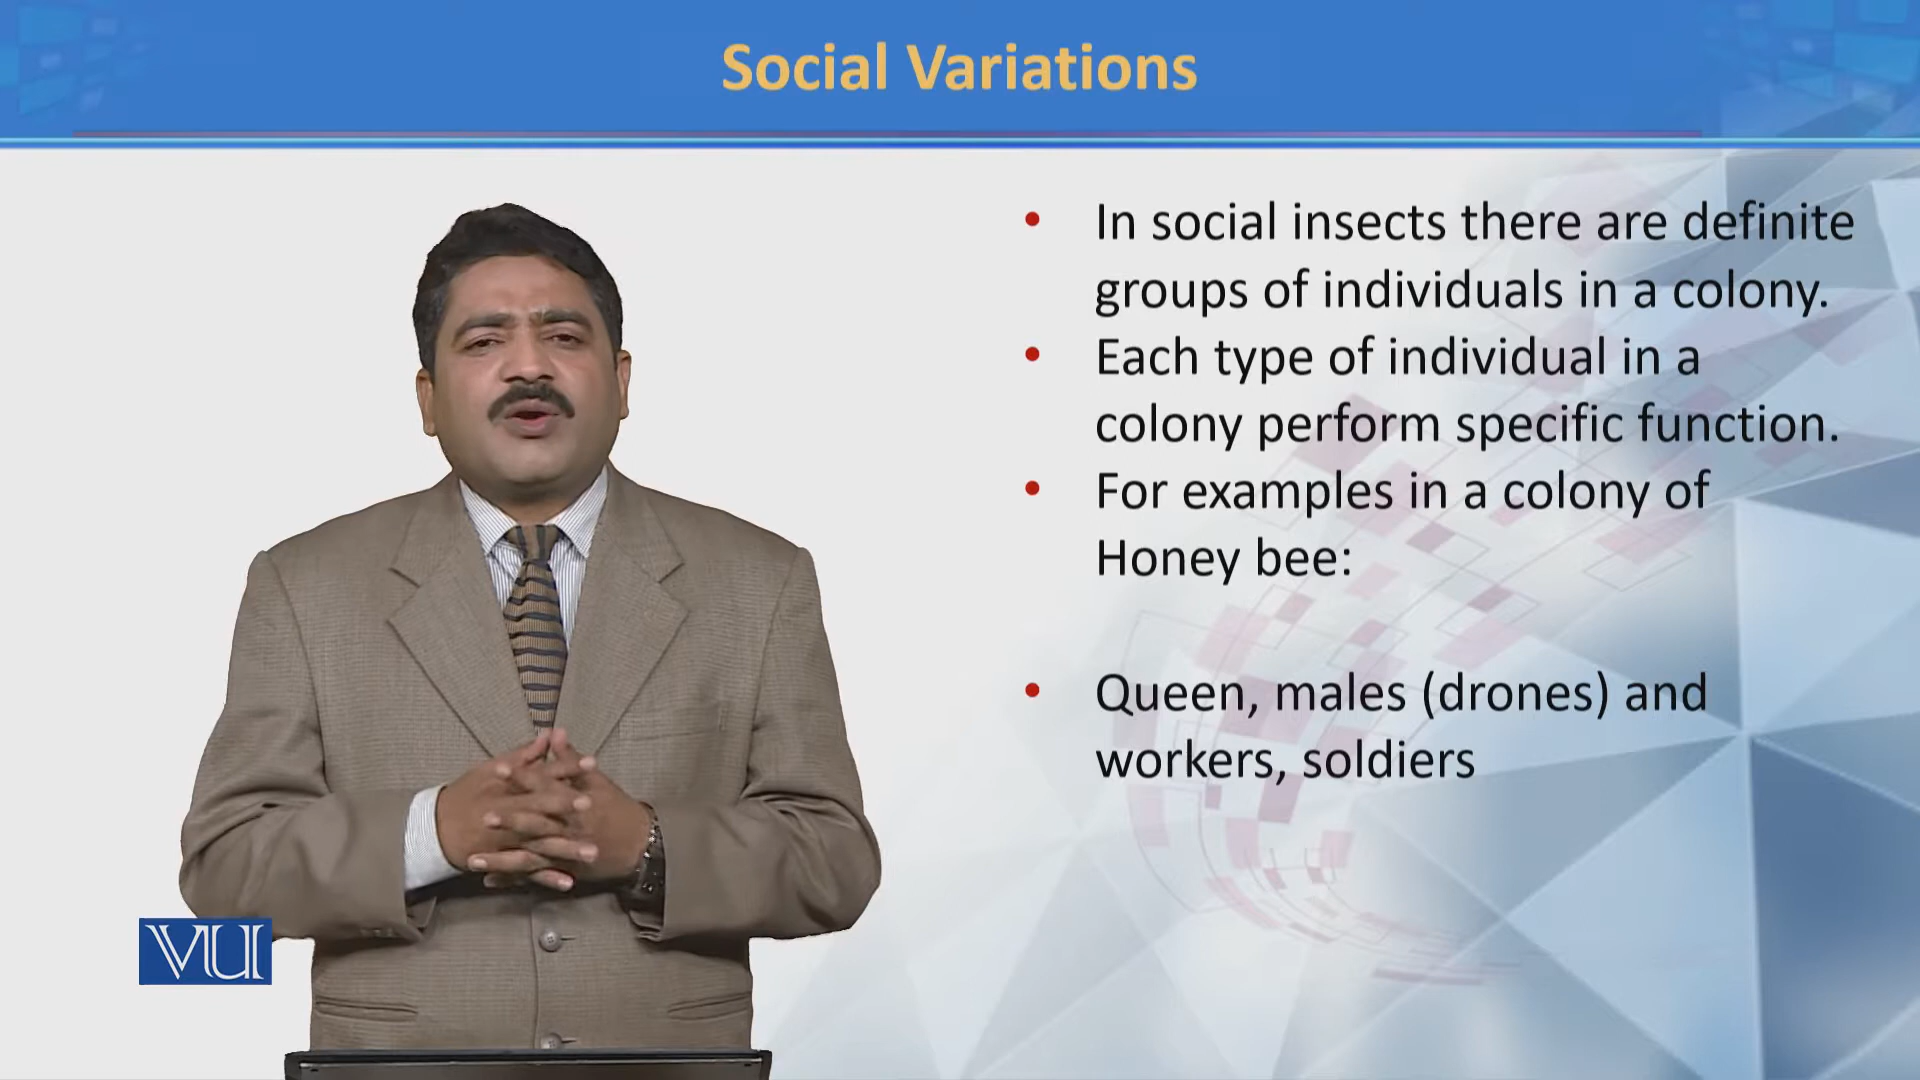 Social Variations
• In social insects there are definite
groups of individuals in a colony.
• Each type of individual in a
colony perform specific function.
• For examples in a colony of
Honey bee:
• Queen, males (drones) and
workers, soldiers
VU